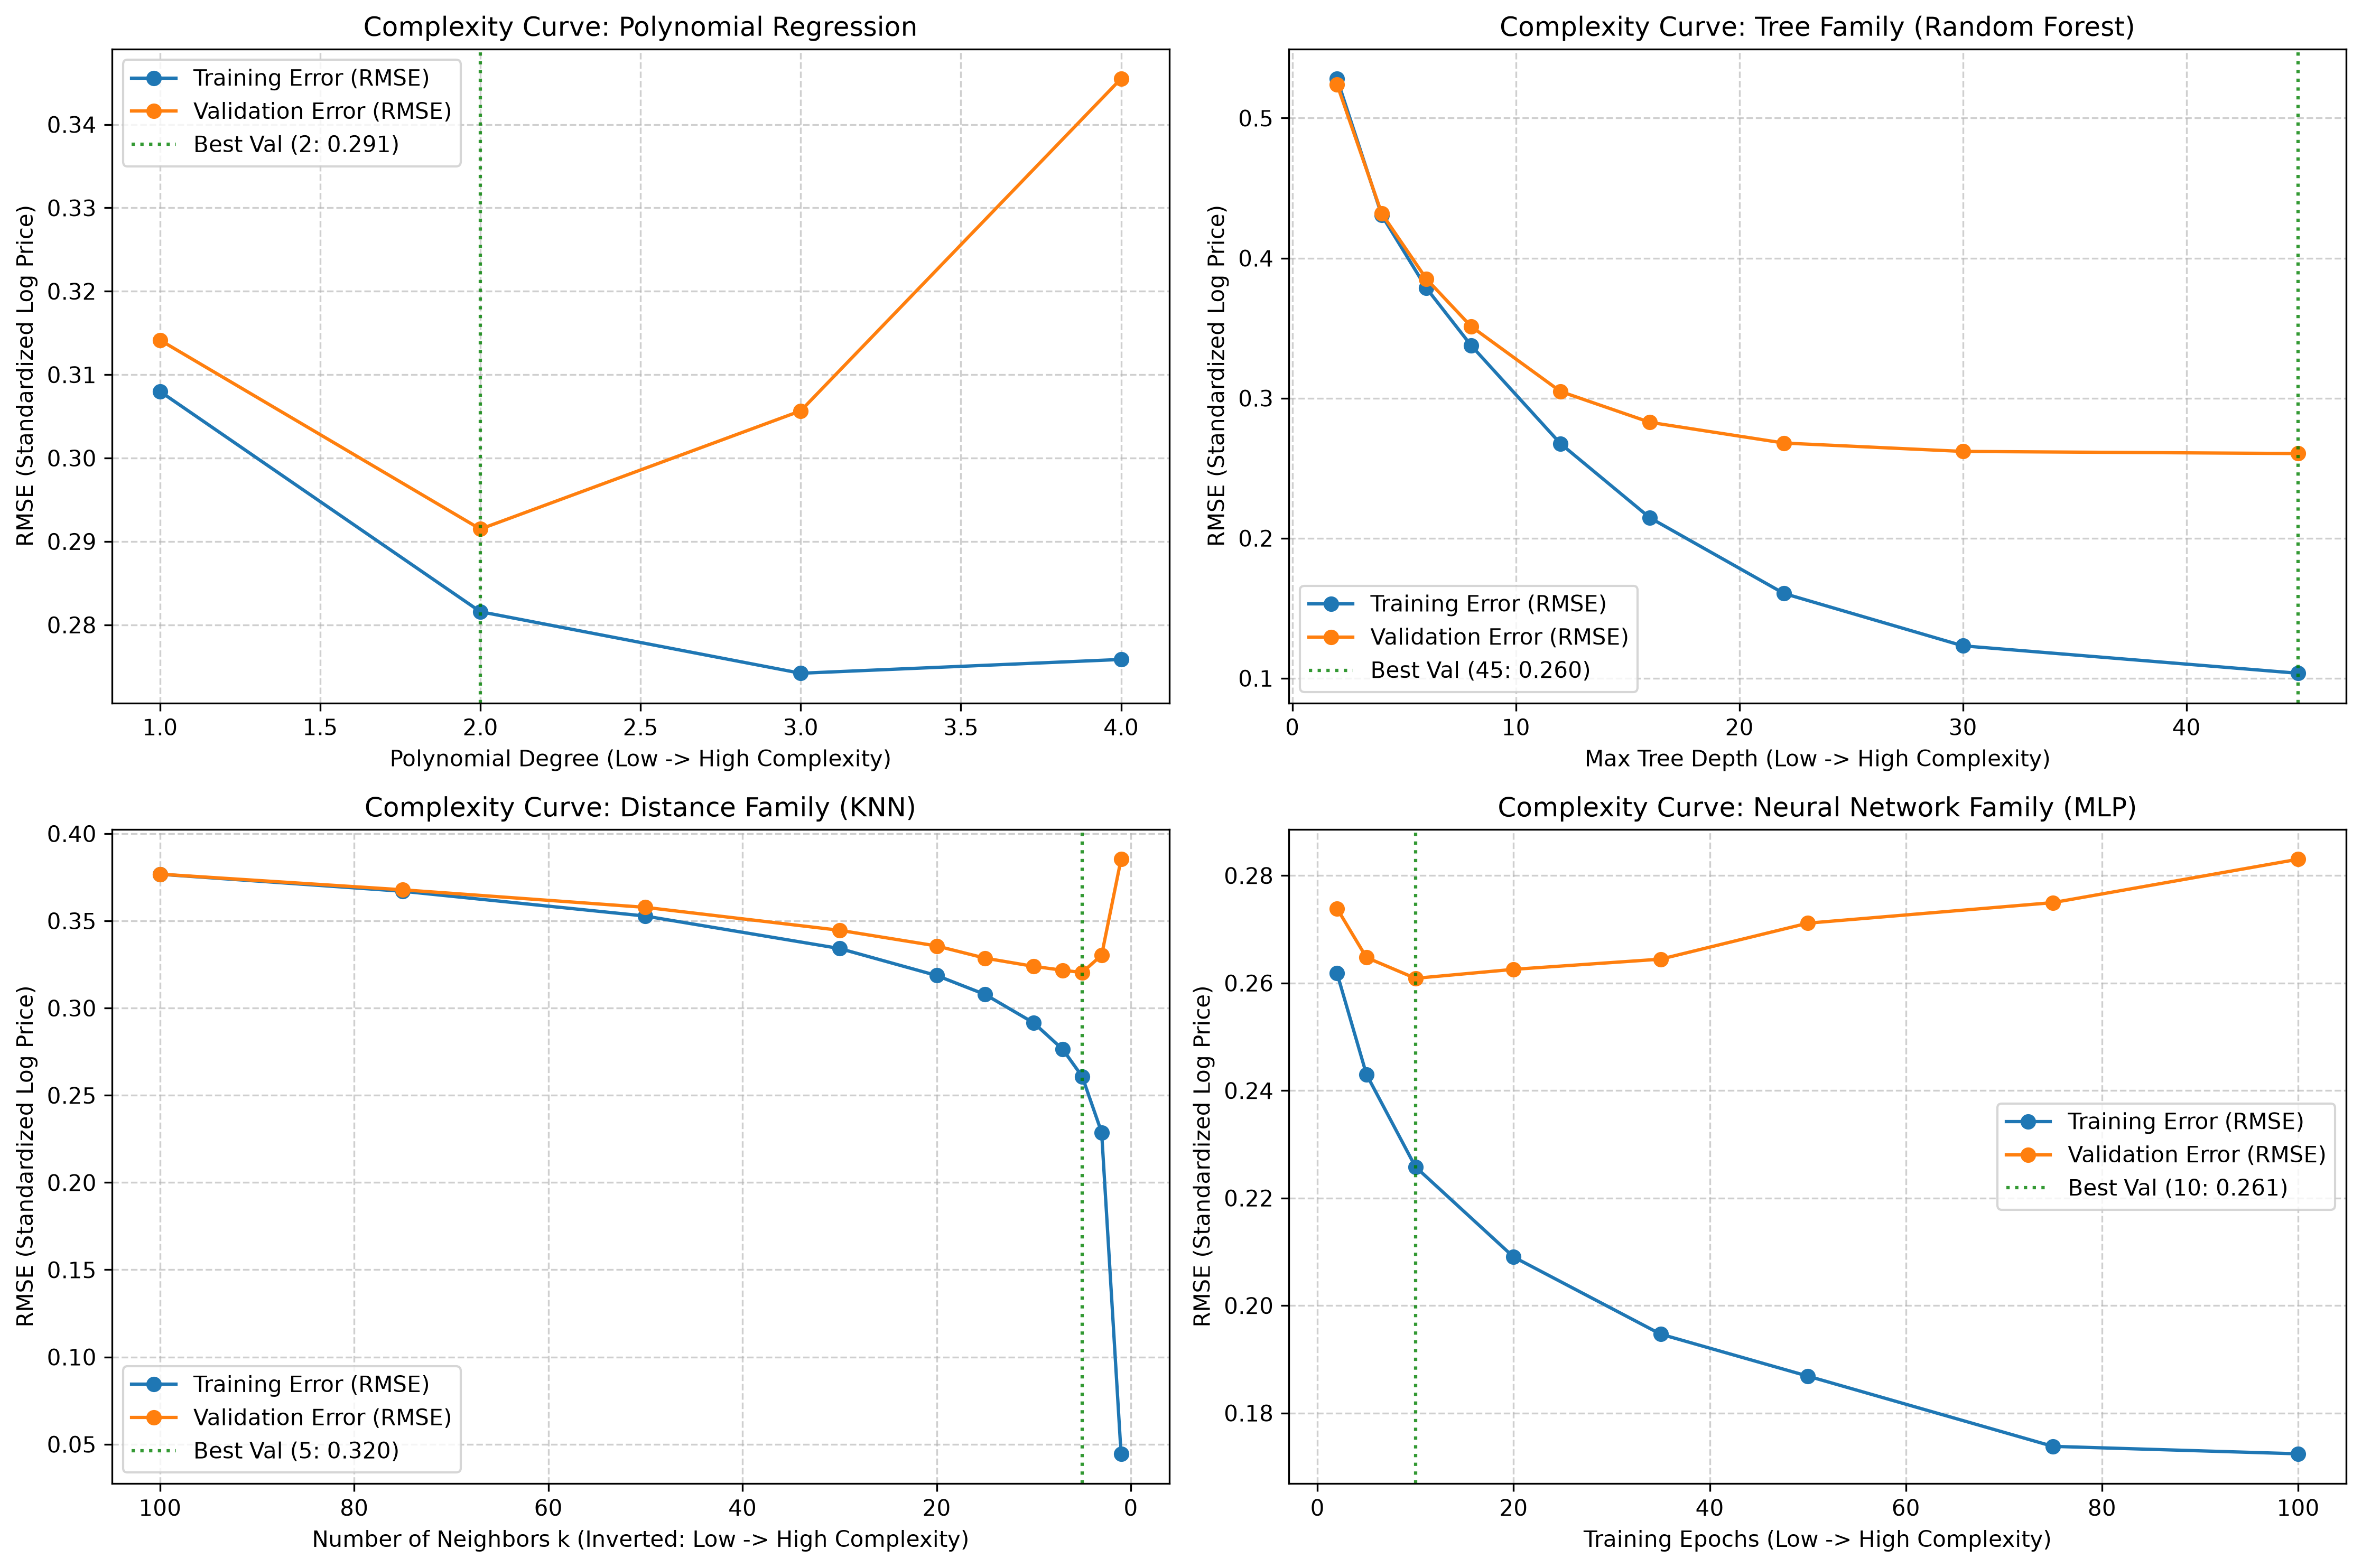 Complexity Curve: Polynomial Regression
RMSE (Standardized Log Price)
0.34
0.33
0.32
0.31
0.30
0.29
0.28
Training Error (RMSE)
Validation Error (RMSE)
Best Val (2: 0.291)
1.0 1.5 2.0 2.5 3.0 3.5 4.0
Polynomial Degree (Low -> High Complexity)
Complexity Curve: Tree Family (Random Forest)
RMSE (Standardized Log Price)
0.5
0.4
0.3
0.2
0.1
Training Error (RMSE)
Validation Error (RMSE)
Best Val (45: 0.260)
0 10 20 30 40
Max Tree Depth (Low -> High Complexity)
Complexity Curve: Distance Family (KNN)
RMSE (Standardized Log Price)
0.40
0.35
0.30
0.25
0.20
0.15
0.10
0.05
Training Error (RMSE)
Validation Error (RMSE)
Best Val (5: 0.320)
100 80 60 40 20 0
Number of Neighbors k (Inverted: Low -> High Complexity)
Complexity Curve: Neural Network Family (MLP)
RMSE (Standardized Log Price)
0.28
0.26
0.24
0.22
0.20
0.18
Training Error (RMSE)
Validation Error (RMSE)
Best Val (10: 0.261)
0 20 40 60 80 100
Training Epochs (Low -> High Complexity)